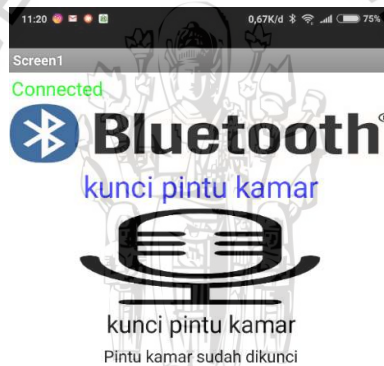 11:20 0,67K/d 75%
Screen1
Connected
Bluetooth®
kunci pintu kamar
kunci pintu kamar
Pintu kamar sudah dikunci